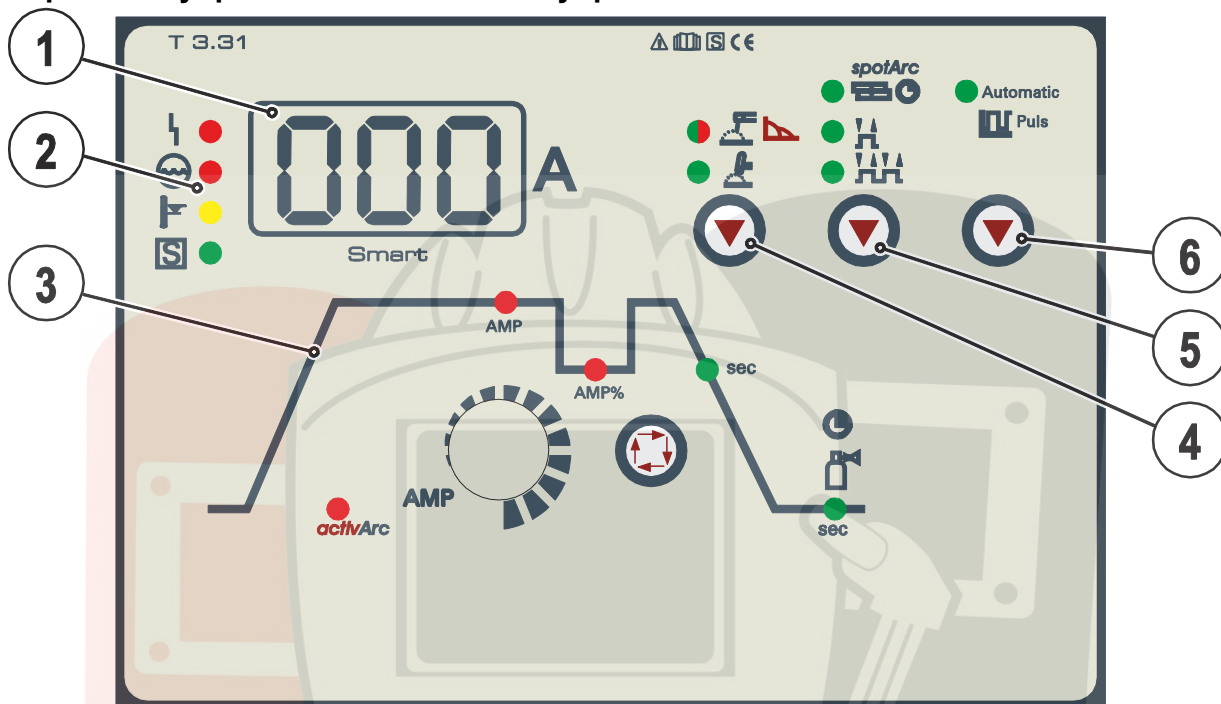 T 3.31
S CE
1
2
3
4
5
6
000 A
Smart
S
spotArc
Automatic
Puls
AMP
AMP%
sec
AMP
activArc
sec